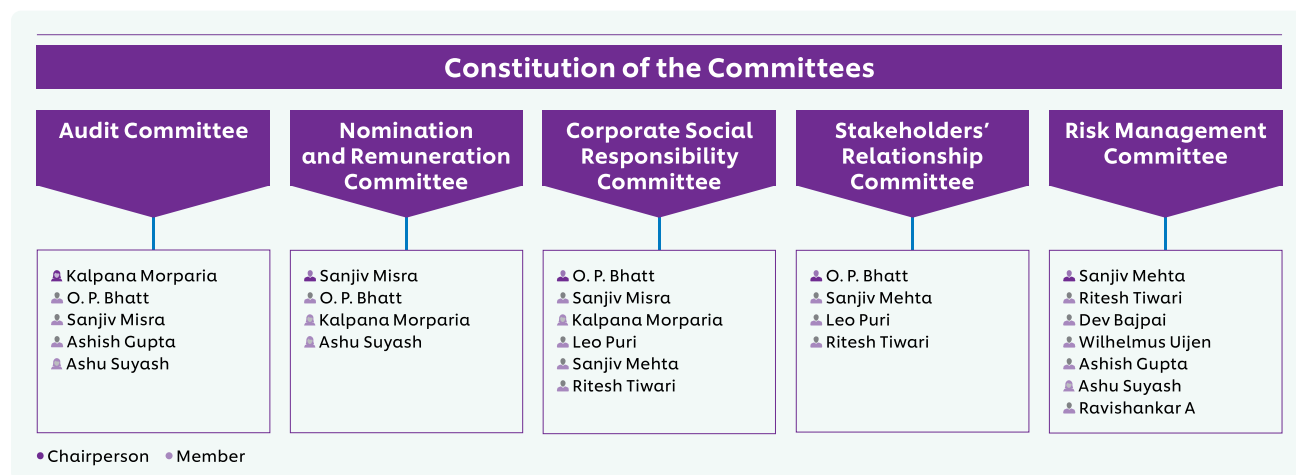 Constitution of the Committees
Audit Committee
Kalpana Morparia
O. P. Bhatt
Sanjiv Misra
Ashish Gupta
Ashu Suyash
Nomination
and Remuneration
Committee
Sanjiv Misra
O. P. Bhatt
Kalpana Morparia
Ashu Suyash
Corporate Social
Responsibility
Committee
O. P. Bhatt
Sanjiv Misra
Kalpana Morparia
Leo Puri
Sanjiv Mehta
Ritesh Tiwari
Stakeholders’
Relationship
Committee
O. P. Bhatt
Sanjiv Mehta
Leo Puri
Ritesh Tiwari
Risk Management
Committee
Sanjiv Mehta
Ritesh Tiwari
Dev Bajpai
Wilhelmus Uijen
Ashish Gupta
Ashu Suyash
Ravishankar A
Chairperson Member